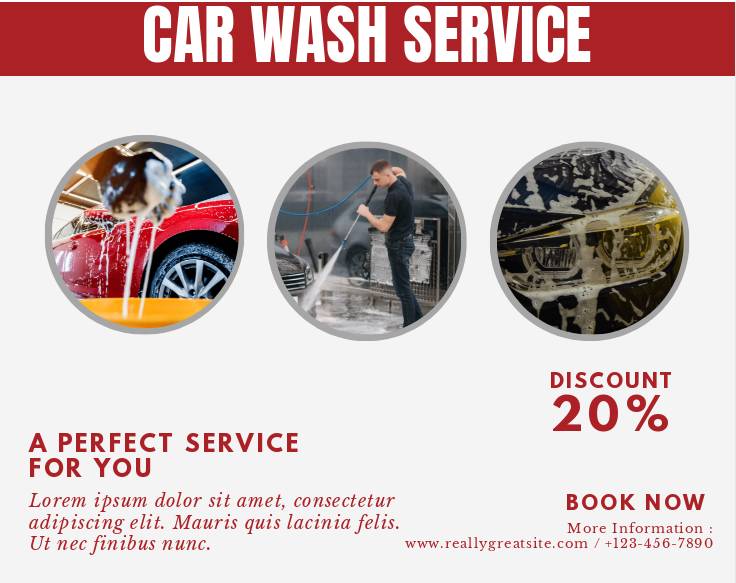 CAR WASH SERVICE
DISCOUNT
20%
A PERFECT SERVICE
FOR YOU
Lorem ipsum dolor sit amet, consectetur
adipiscing elit. Mauris quis lacinia felis.
Ut nec finibus nunc.
BOOK NOW
More Information :
www.reallygreatsite.com / +123-456-7890